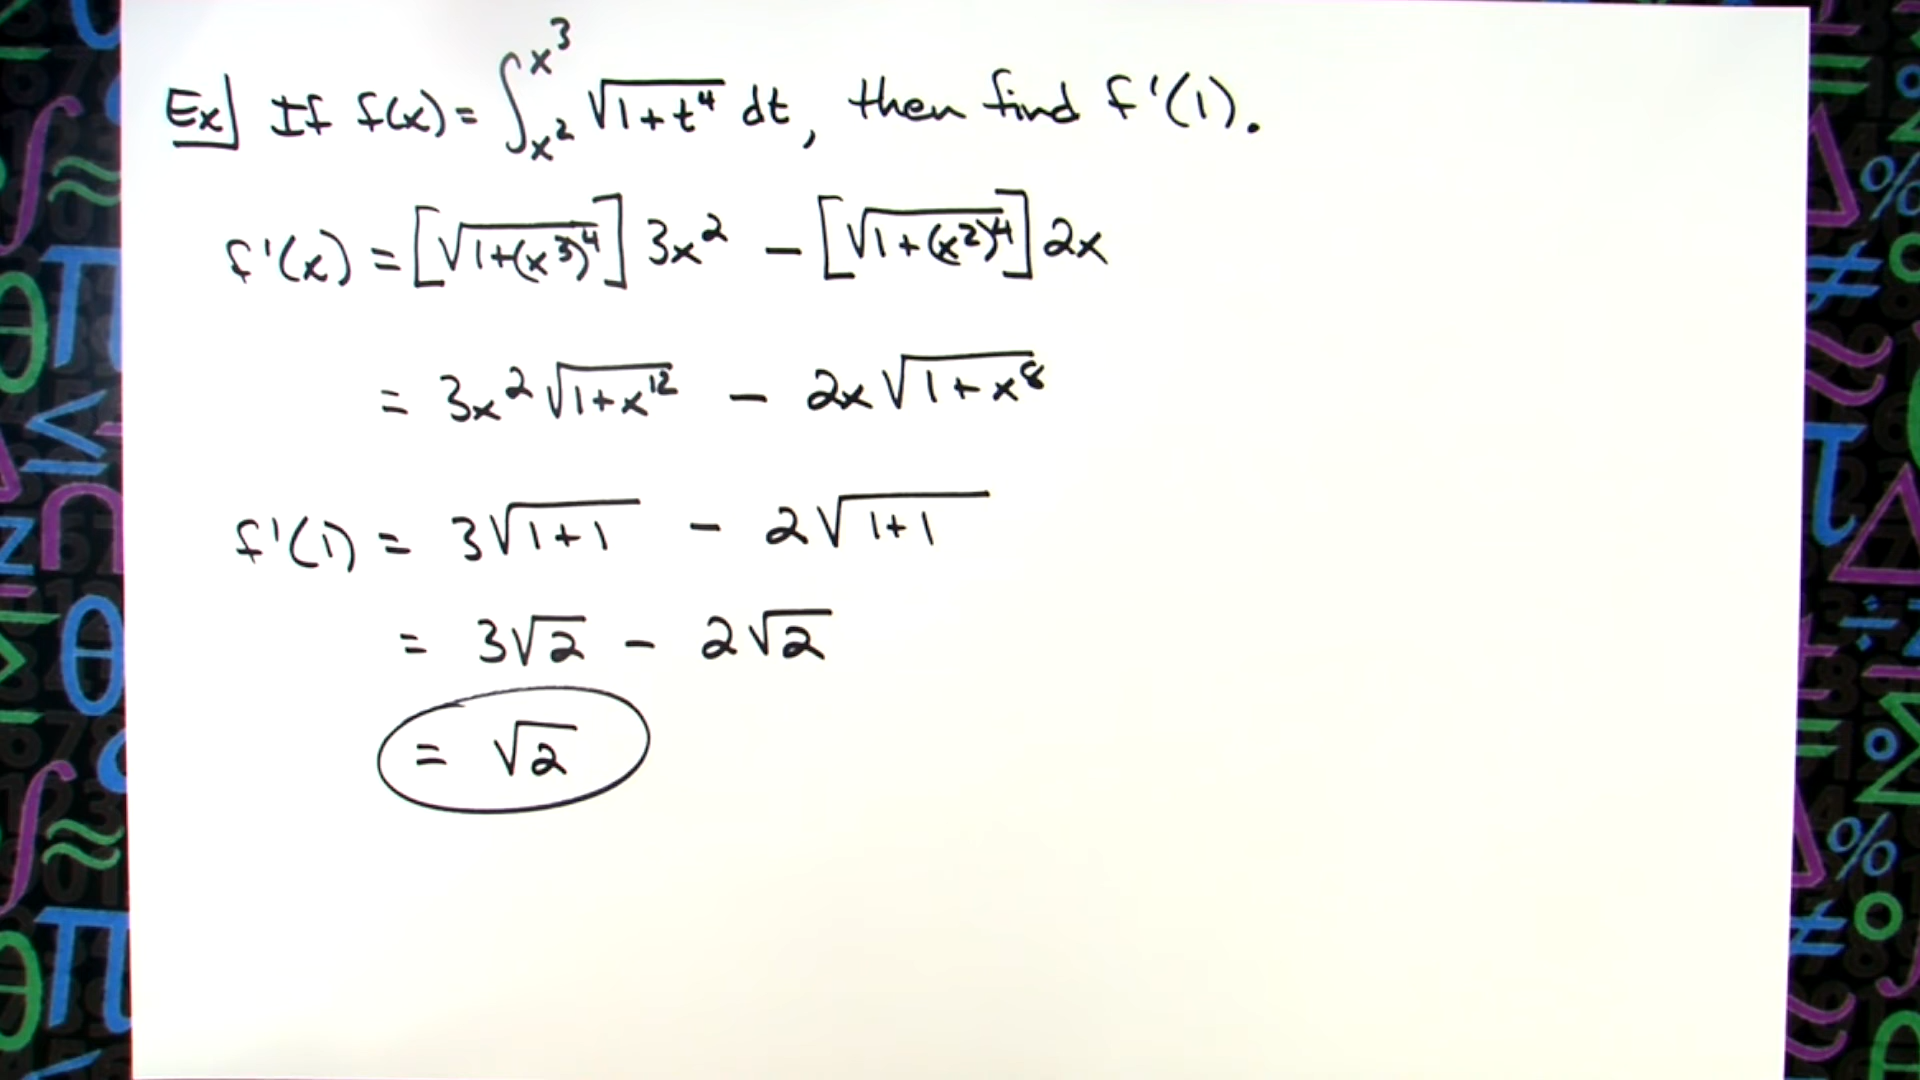 Ex] If f(x) = ∫_{x²}^{x³} √(1+t⁴) dt, then find f'(1).
f'(x) = [√(1+(x³)⁴)] 3x² − [√(1+(x²)⁴)] 2x
= 3x² √(1+x¹²) − 2x √(1+x⁸)
f'(1) = 3√(1+1) − 2√(1+1)
= 3√2 − 2√2
= √2